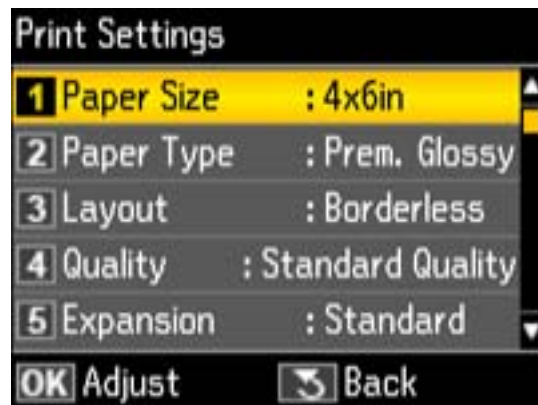 Print Settings
1 Paper Size : 4x6in
2 Paper Type : Prem. Glossy
3 Layout : Borderless
4 Quality : Standard Quality
5 Expansion : Standard
OK Adjust Back